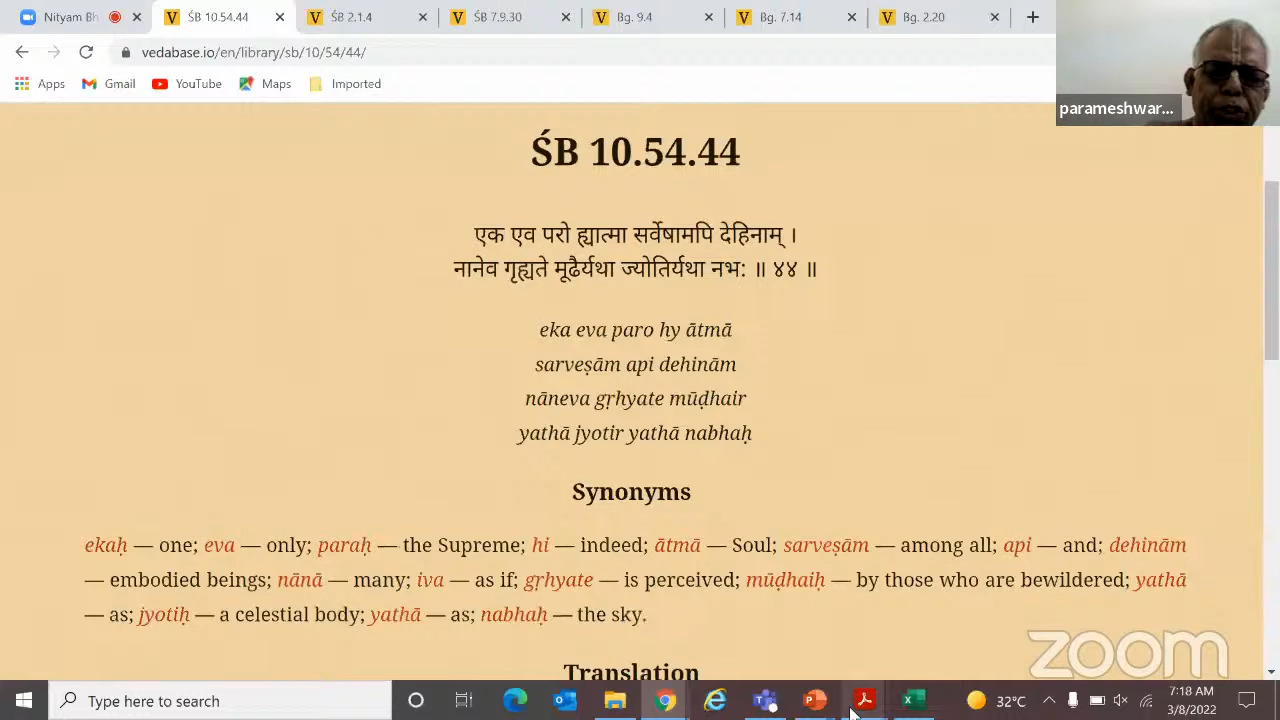 Nityam Bh
ŚB 10.54.44
ŚB 2.1.4
ŚB 7.9.30
Bg. 9.4
Bg. 7.14
Bg. 2.20
vedabase.io/en/library/sb/10/54/44/
Apps
Gmail
YouTube
Maps
Imported
parameshwar...
ŚB 10.54.44
एक एव परो ह्यात्मा सर्वेषामपि देहिनाम् ।
नानेव गृह्यते मूढैर्यथा ज्योतिर्यथा नभ: ॥ ४४ ॥
eka eva paro hy ātmā
sarveṣām api dehinām
nāneva gṛhyate mūḍhair
yathā jyotir yathā nabhaḥ
Synonyms
ekaḥ — one; eva — only; paraḥ — the Supreme; hi — indeed; ātmā — Soul; sarveṣām — among all; api — and; dehinām
— embodied beings; nānā — many; iva — as if; gṛhyate — is perceived; mūḍhaiḥ — by those who are bewildered; yathā
— as; jyotiḥ — a celestial body; yathā — as; nabhaḥ — the sky.
Translation
zoom
Type here to search
32°C
7:18 AM
3/8/2022